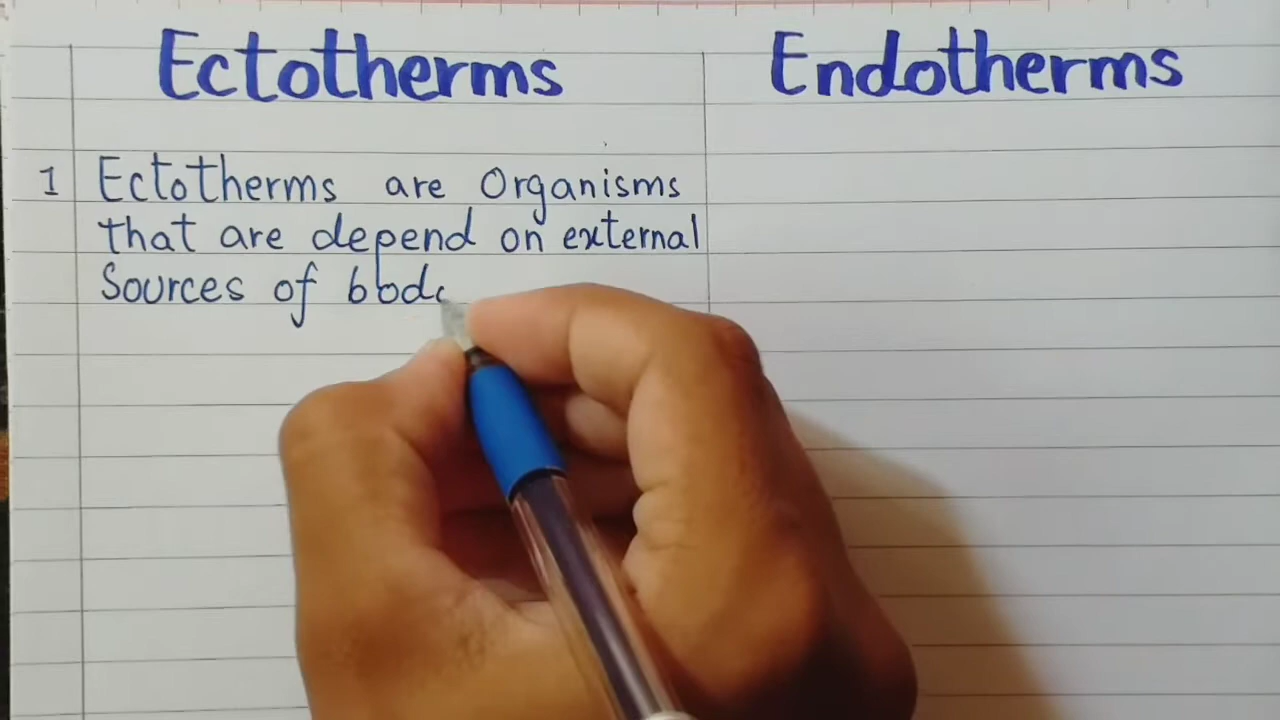 Ectotherms Endotherms
1 Ectotherms are Organisms
that are depend on external
Sources of